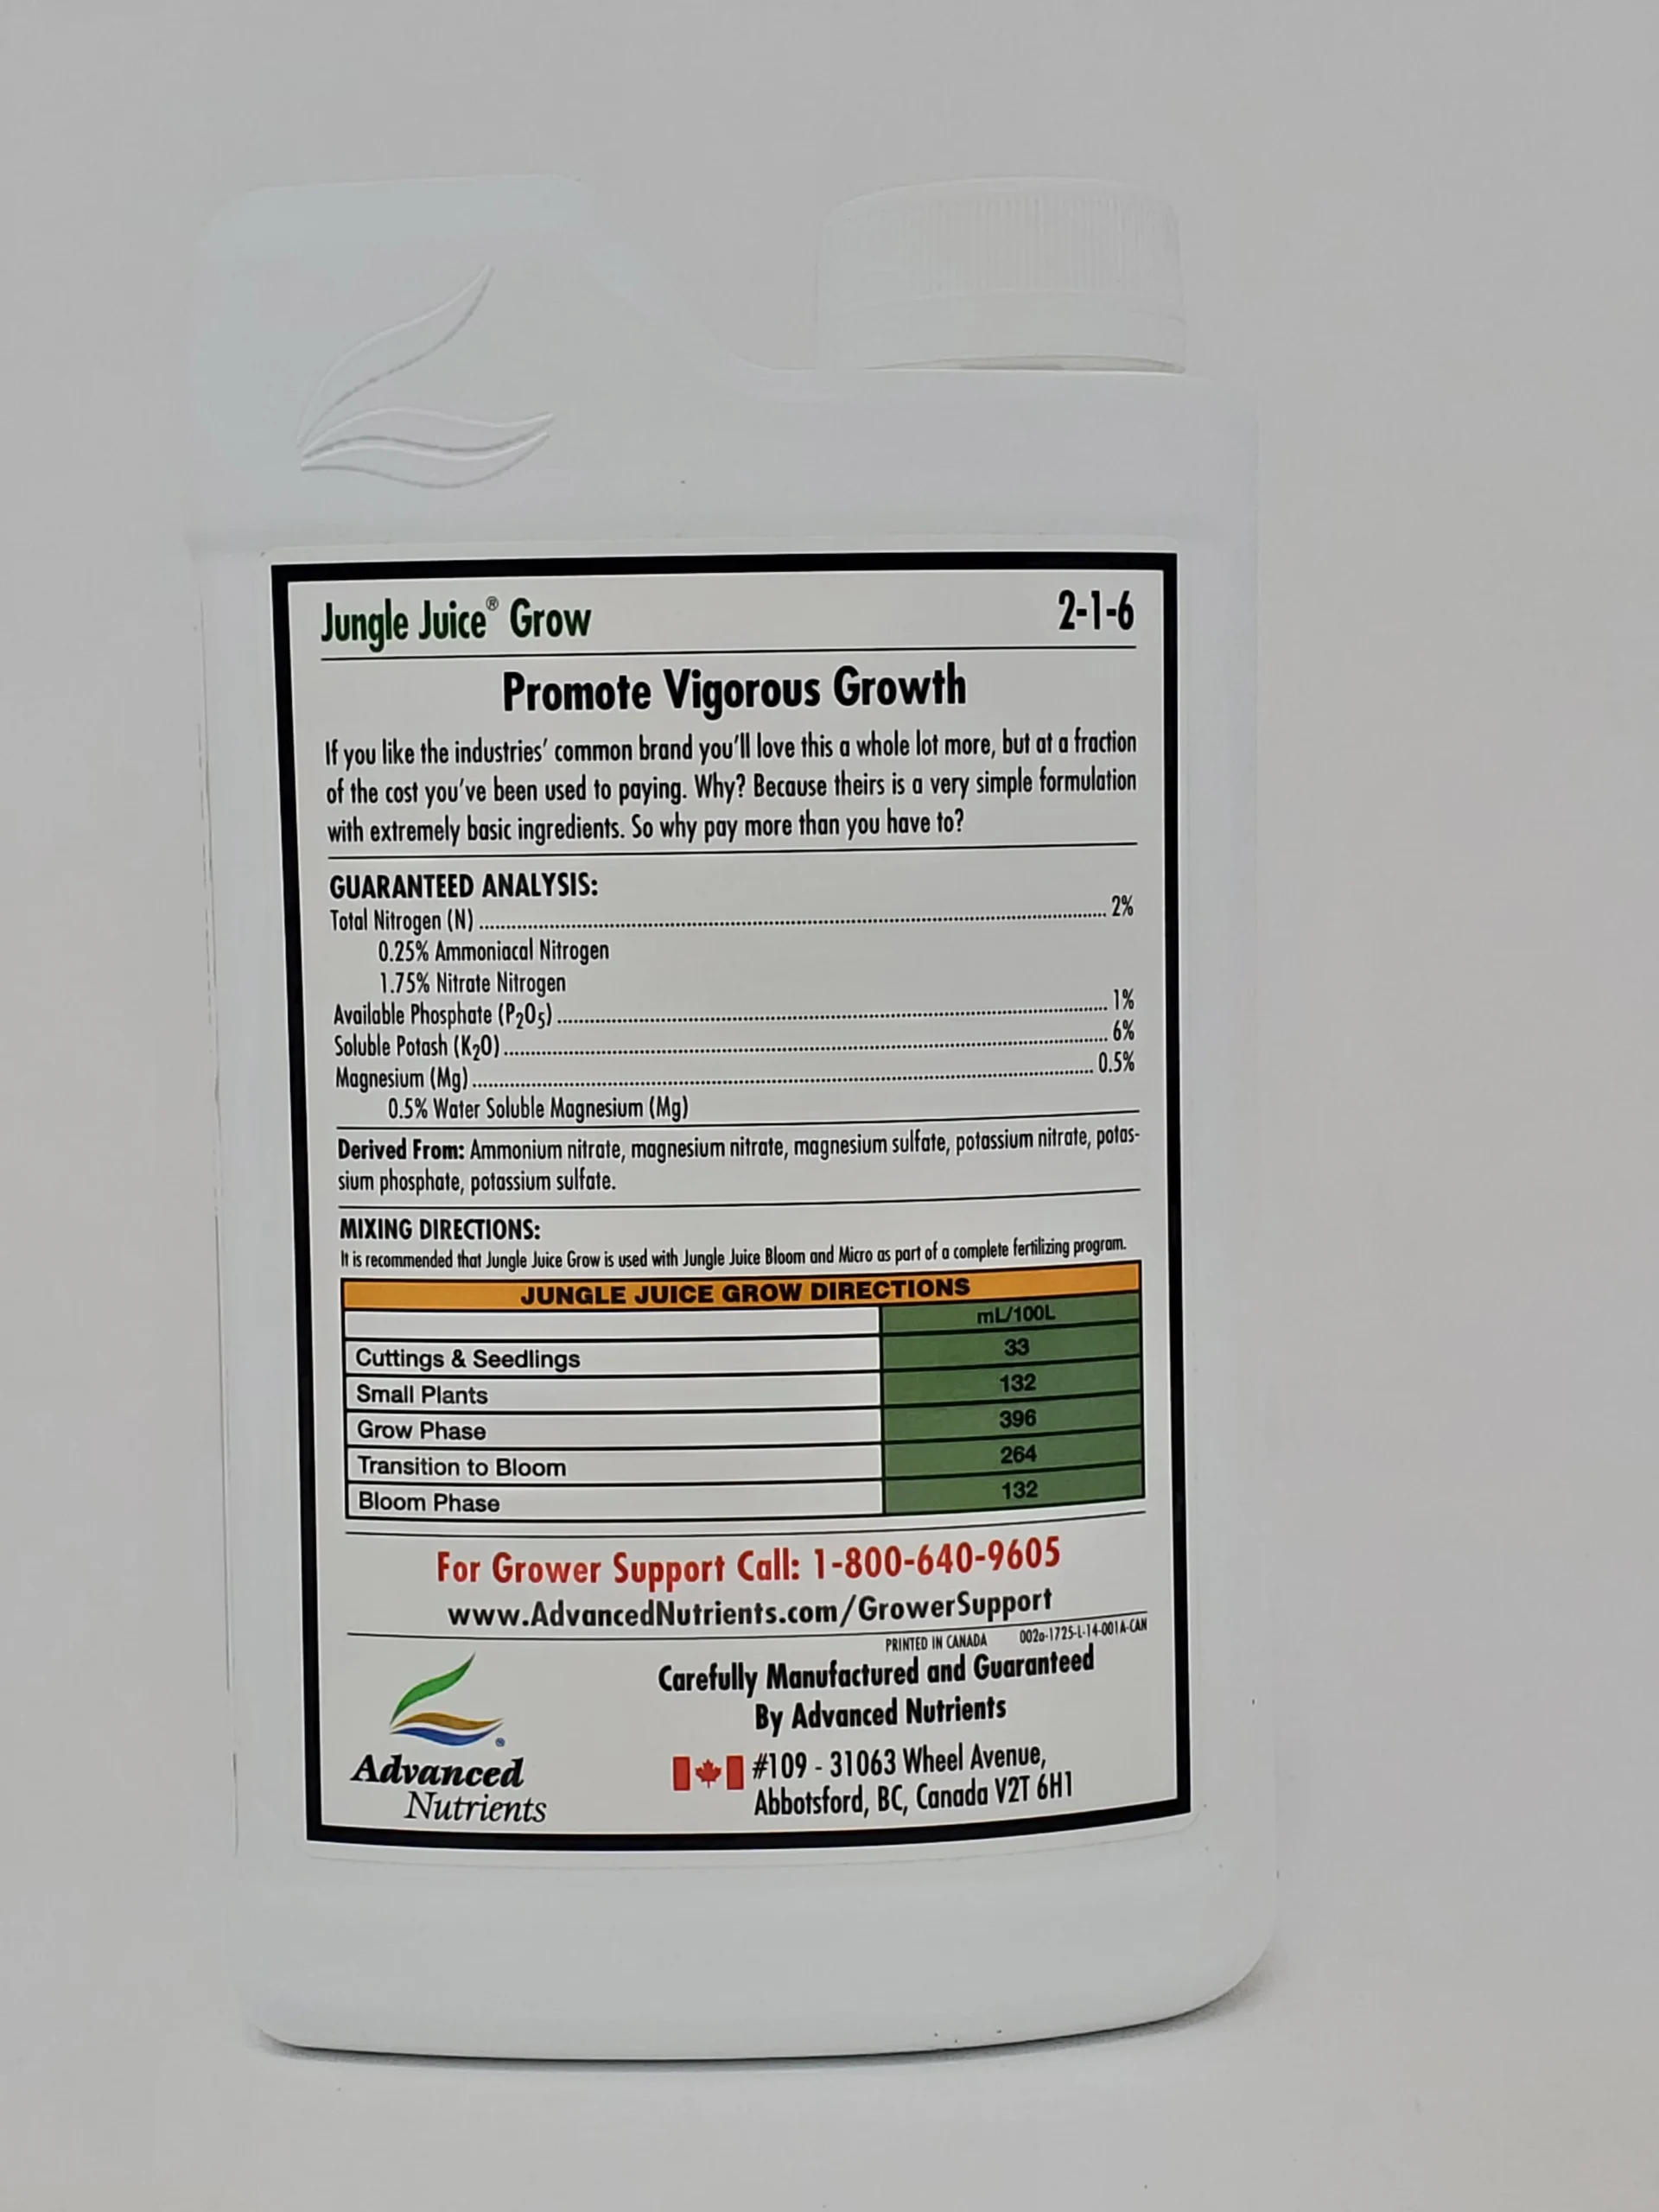 Jungle Juice® Grow 2-1-6
Promote Vigorous Growth
If you like the industries' common brand you'll love this a whole lot more, but at a fraction
of the cost you've been used to paying. Why? Because theirs is a very simple formulation
with extremely basic ingredients. So why pay more than you have to?
GUARANTEED ANALYSIS:
Total Nitrogen (N) 2%
0.25% Ammoniacal Nitrogen
1.75% Nitrate Nitrogen
Available Phosphate (P₂O₅) 1%
Soluble Potash (K₂O) 6%
Magnesium (Mg) 0.5%
0.5% Water Soluble Magnesium (Mg)
Derived From: Ammonium nitrate, magnesium nitrate, magnesium sulfate, potassium nitrate, potas-
sium phosphate, potassium sulfate.
MIXING DIRECTIONS:
It is recommended that Jungle Juice Grow is used with Jungle Juice Bloom and Micro as part of a complete fertilizing program.
JUNGLE JUICE GROW DIRECTIONS
mL/100L
Cuttings & Seedlings 33
Small Plants 132
Grow Phase 396
Transition to Bloom 264
Bloom Phase 132
For Grower Support Call: 1-800-640-9605
www.AdvancedNutrients.com/GrowerSupport
PRINTED IN CANADA 002o-1725-L-14-001A-CAN
Carefully Manufactured and Guaranteed
By Advanced Nutrients
#109 - 31063 Wheel Avenue,
Abbotsford, BC, Canada V2T 6H1
Advanced
Nutrients
®